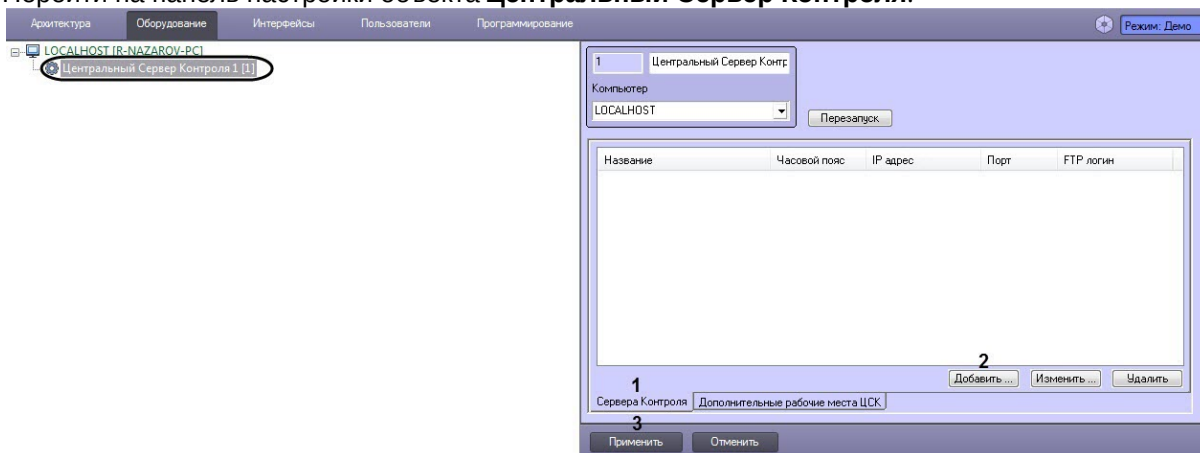 Перейти на панель настройки объекта Центральный Сервер Контроля.
Архитектура Оборудование Интерфейсы Пользователи Программирование Режим: Демо
LOCALHOST [R-NAZAROV-PC]
Центральный Сервер Контроля 1 [1]
1 Центральный Сервер Контр
Компьютер
LOCALHOST Перезапуск
Название Часовой пояс IP адрес Порт FTP логин
2
Добавить ... Изменить ... Удалить
1
Сервера Контроля Дополнительные рабочие места ЦСК
3
Применить Отменить